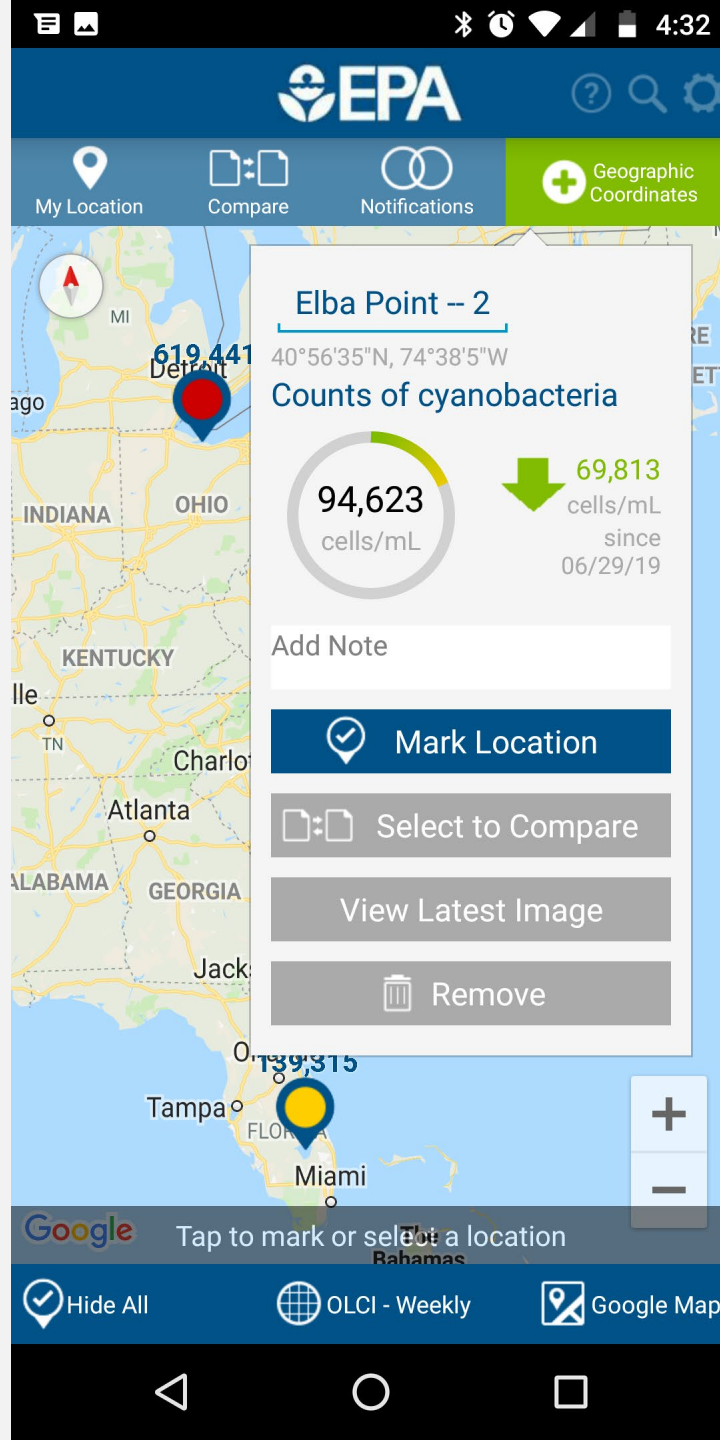 4:32
EPA
?
My Location
Compare
Notifications
Geographic
Coordinates
MI
619,441
Detroit
ago
INDIANA
OHIO
KENTUCKY
lle
TN
Charlo
Atlanta
ALABAMA
GEORGIA
Jack
RE
ET
Elba Point -- 2
40°56'35"N, 74°38'5"W
Counts of cyanobacteria
94,623
cells/mL
69,813
cells/mL
since
06/29/19
Add Note
Mark Location
Select to Compare
View Latest Image
Remove
139,315
Tampa
Miami
Google
Tap to mark or select a location
The
Bahamas
Hide All
OLCI - Weekly
Google Map